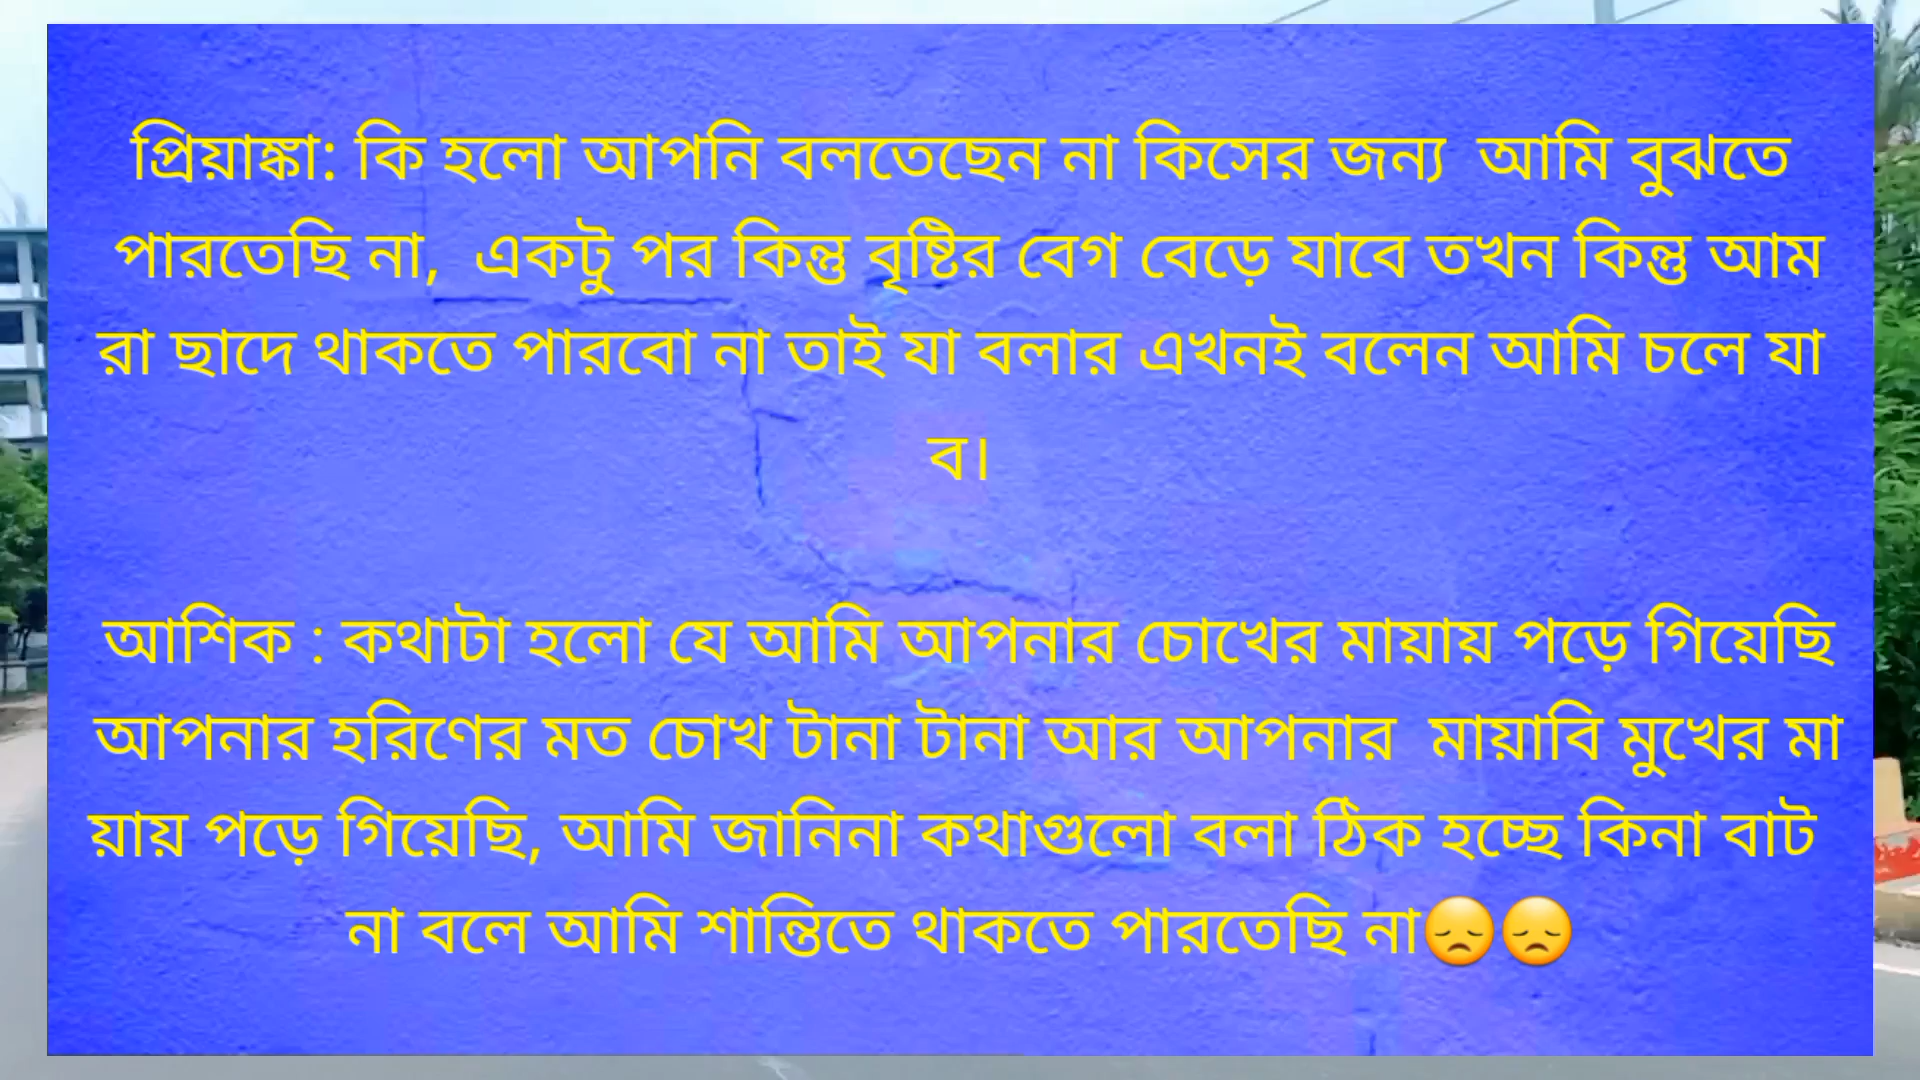 প্রিয়াঙ্কা: কি হলো আপনি বলতেছেন না কিসের জন্য  আমি বুঝতে
পারতেছি না,  একটু পর কিন্তু বৃষ্টির বেগ বেড়ে যাবে তখন কিন্তু আম
রা ছাদে থাকতে পারবো না তাই যা বলার এখনই বলেন আমি চলে যা
ব।
আশিক : কথাটা হলো যে আমি আপনার চোখের মায়ায় পড়ে গিয়েছি
আপনার হরিণের মত চোখ টানা টানা আর আপনার  মায়াবি মুখের মা
য়ায় পড়ে গিয়েছি, আমি জানিনা কথাগুলো বলা ঠিক হচ্ছে কিনা বাট
না বলে আমি শান্তিতে থাকতে পারতেছি না😞😞